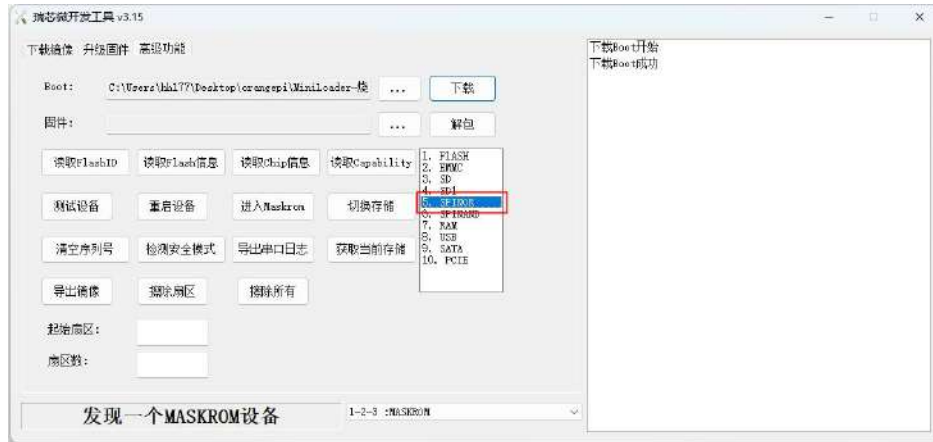 瑞芯微开发工具 v3.15
下载镜像 升级固件 高级功能
Boot: C:\Users\hh177\Desktop\orangepi\MiniLoader-烧 ... 下载
固件: ... 解包
读取FlashID 读取Flash信息 读取Chip信息 读取Capability
测试设备 重启设备 进入Maskrom 切换存储
清空序列号 检测安全模式 导出串口日志 获取当前存储
导出镜像 擦除扇区 擦除所有
1. FLASH
2. EMMC
3. SD
4. SD1
5. SPINOR
6. SPINAND
7. RAM
8. USB
9. SATA
10. PCIE
起始扇区:
扇区数:
发现一个MASKROM设备
1-2-3 :MASKROM
下载Boot开始
下载Boot成功